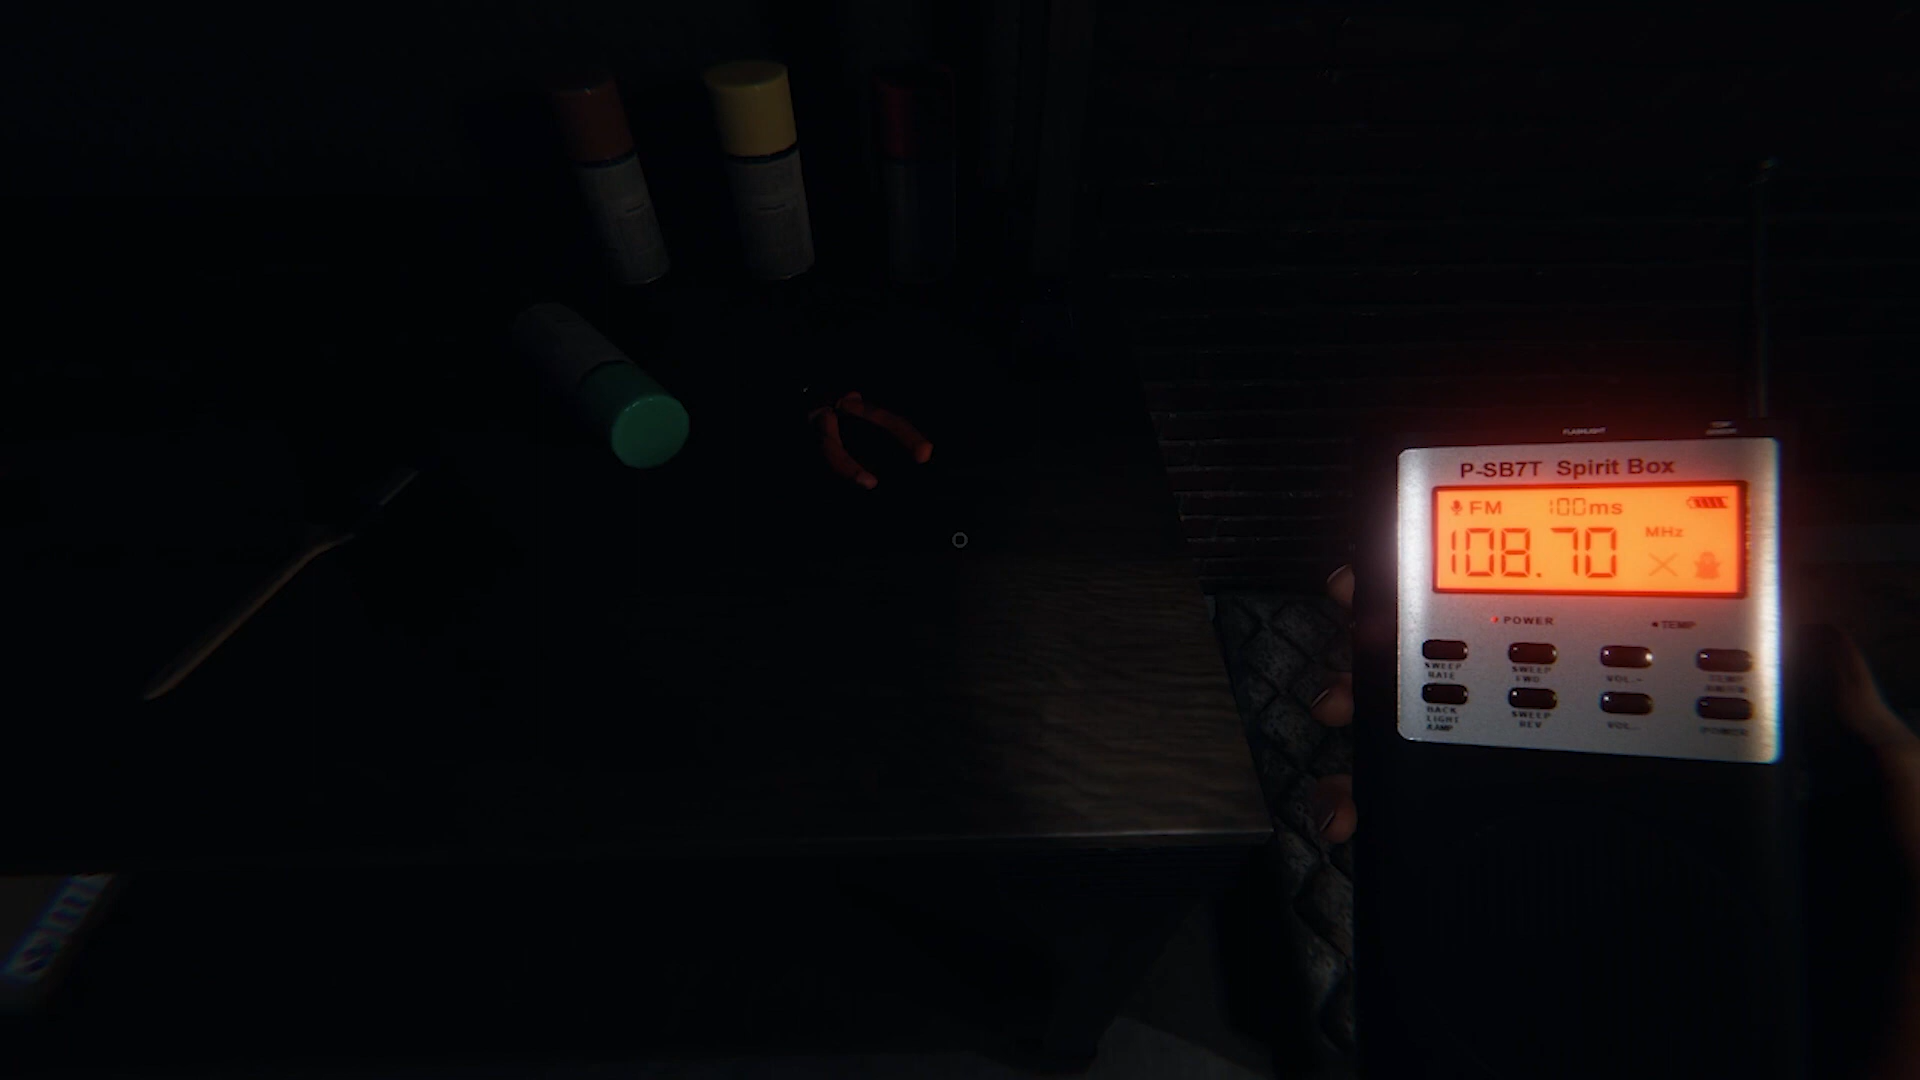 FLASHLIGHT
P-SB7T Spirit Box
FM 100ms
108.70 MHz
POWER
TEMP
SWEEP RATE
SWEEP FWD
VOL.-
BACK LIGHT
SWEEP REV
VOL.
POWER